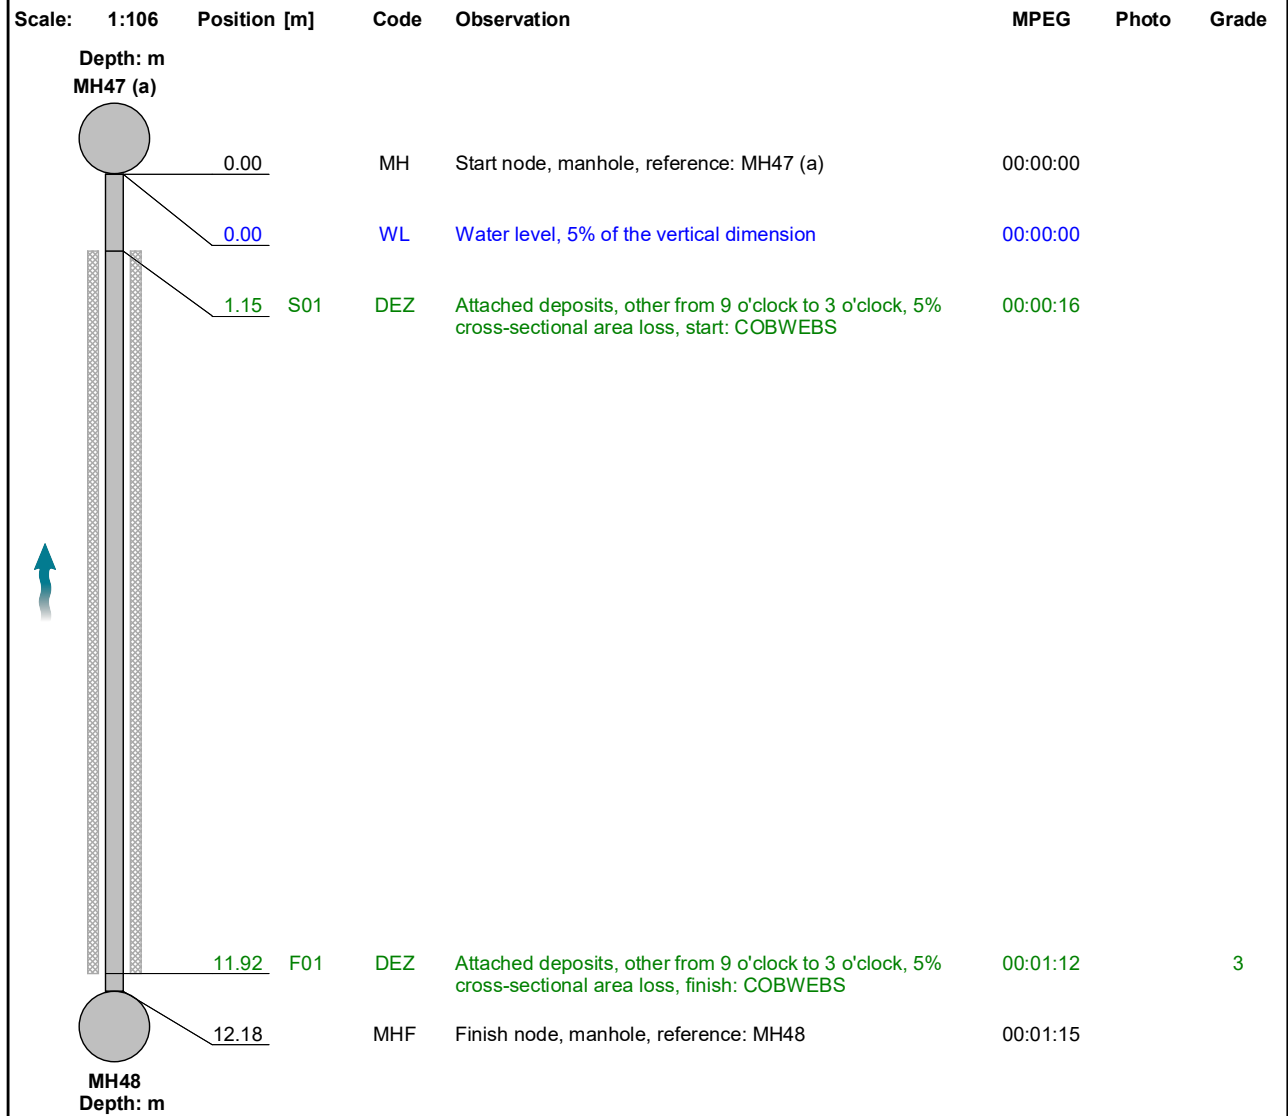 Scale: 1:106 Position [m] Code Observation MPEG Photo Grade
Depth: m
MH47 (a)
0.00 MH Start node, manhole, reference: MH47 (a) 00:00:00
0.00 WL Water level, 5% of the vertical dimension 00:00:00
1.15 S01 DEZ Attached deposits, other from 9 o'clock to 3 o'clock, 5% 00:00:16
cross-sectional area loss, start: COBWEBS
11.92 F01 DEZ Attached deposits, other from 9 o'clock to 3 o'clock, 5% 00:01:12 3
cross-sectional area loss, finish: COBWEBS
12.18 MHF Finish node, manhole, reference: MH48 00:01:15
MH48
Depth: m